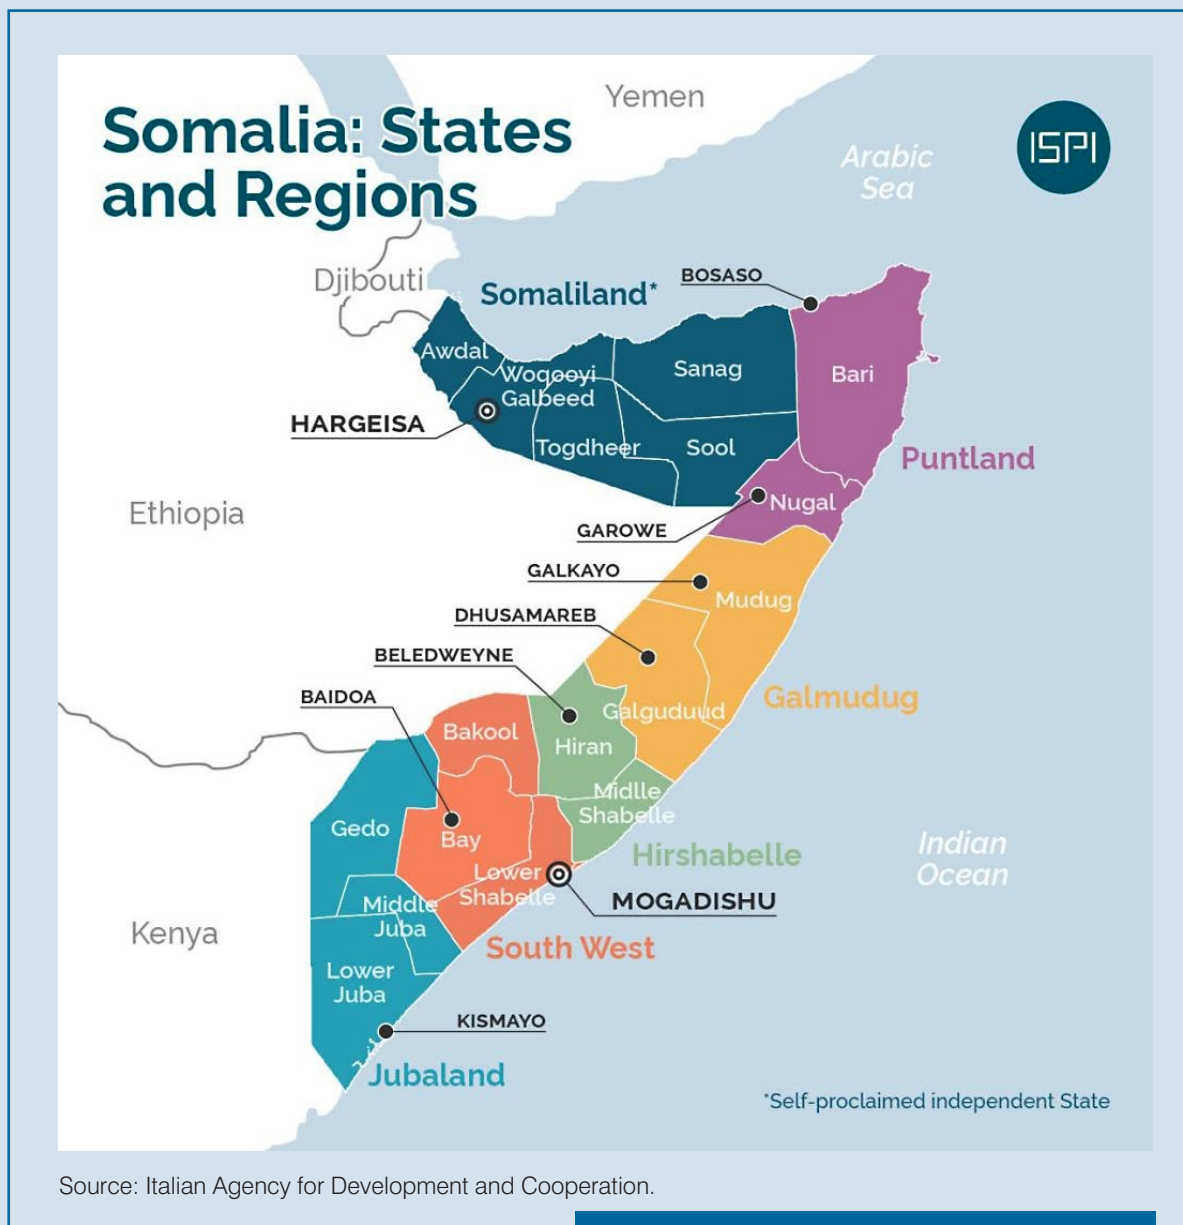 Somalia: States
and Regions
Yemen
Arabic
Sea
ISPI
Djibouti
Somaliland*
BOSASO
Awdal
Woqooyi
Galbeed
Sanag
Bari
HARGEISA
Togdheer
Sool
Puntland
Ethiopia
Nugal
GAROWE
GALKAYO
Mudug
DHUSAMAREB
BELEDWEYNE
BAIDOA
Galmudug
Galguduud
Bakool
Hiran
Midlle
Shabelle
Gedo
Bay
Hirshabelle
Indian
Ocean
Lower
Shabelle
MOGADISHU
Middle
Juba
Kenya
South West
Lower
Juba
KISMAYO
Jubaland
*Self-proclaimed independent State
Source: Italian Agency for Development and Cooperation.